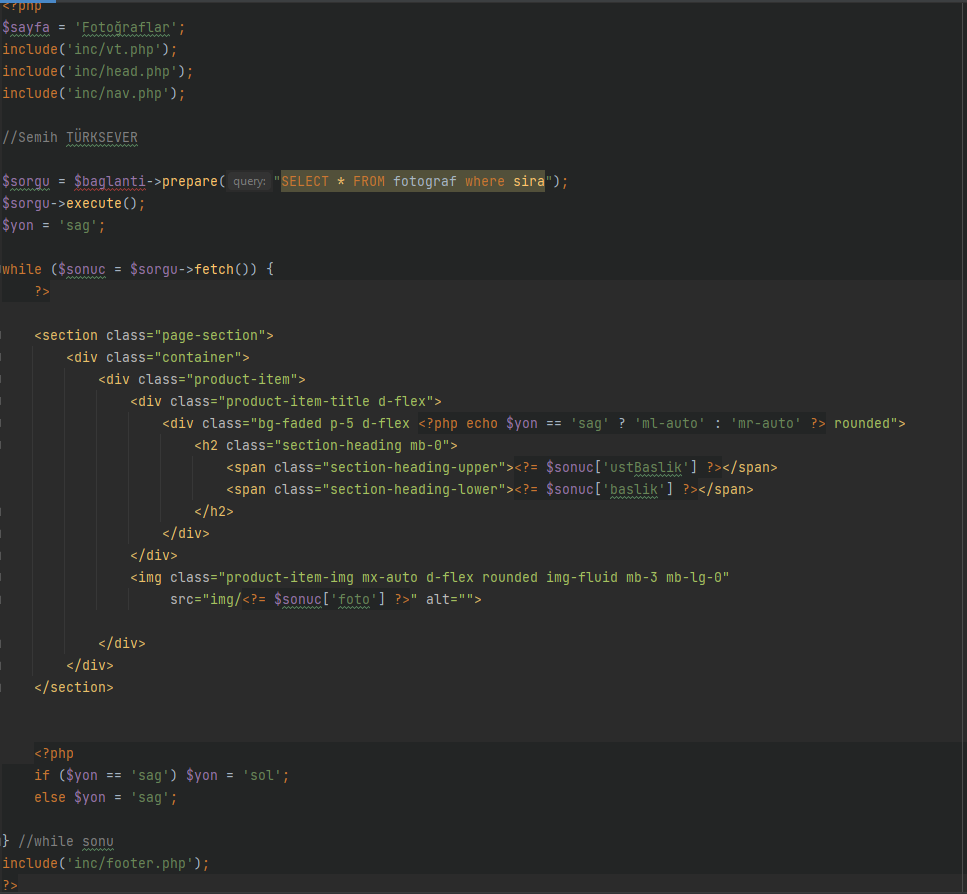 <?php
$sayfa = 'Fotoğraflar';
include('inc/vt.php');
include('inc/head.php');
include('inc/nav.php');
//Semih TÜRKSEVER
$sorgu = $baglanti->prepare( query: "SELECT * FROM fotograf where sira");
$sorgu->execute();
$yon = 'sag';
while ($sonuc = $sorgu->fetch()) {
?>
<section class="page-section">
<div class="container">
<div class="product-item">
<div class="product-item-title d-flex">
<div class="bg-faded p-5 d-flex <?php echo $yon == 'sag' ? 'ml-auto' : 'mr-auto' ?> rounded">
<h2 class="section-heading mb-0">
<span class="section-heading-upper"><?= $sonuc['ustBaslik'] ?></span>
<span class="section-heading-lower"><?= $sonuc['baslik'] ?></span>
</h2>
</div>
</div>
<img class="product-item-img mx-auto d-flex rounded img-fluid mb-3 mb-lg-0"
src="img/<?= $sonuc['foto'] ?>" alt="">
</div>
</div>
</section>
<?php
if ($yon == 'sag') $yon = 'sol';
else $yon = 'sag';
} //while sonu
include('inc/footer.php');
?>